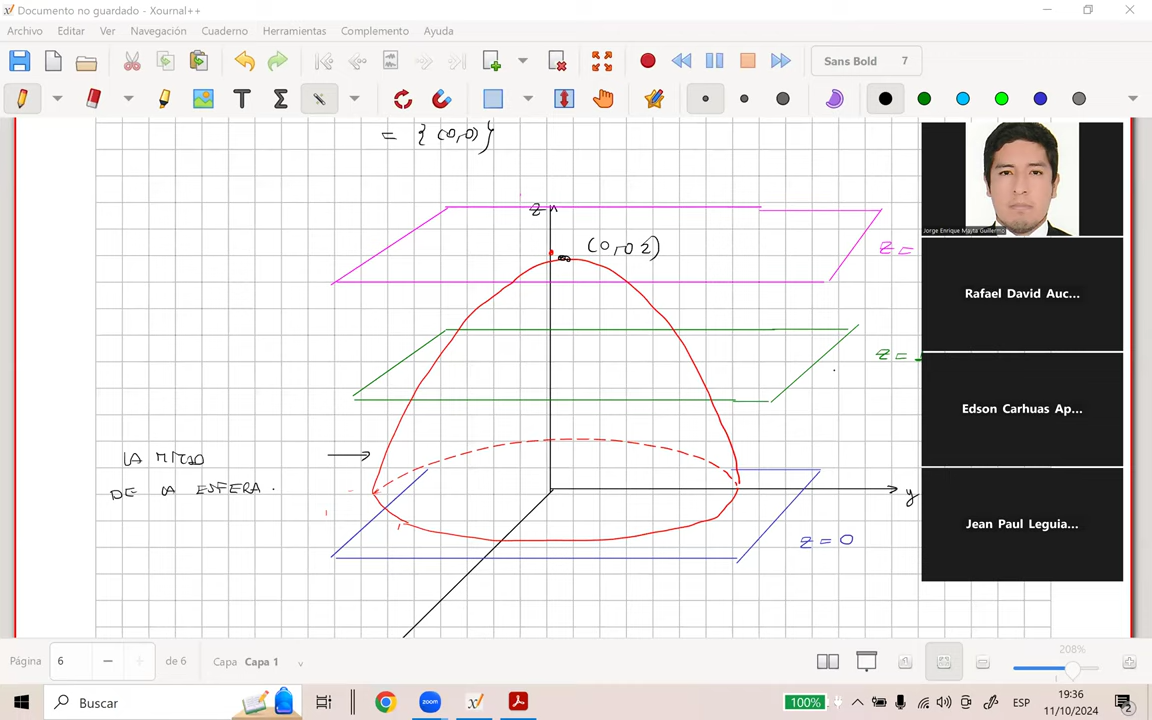 Documento no guardado - Xournal++
Archivo Editar Ver Navegación Cuaderno Herramientas Complemento Ayuda
Sans Bold 7
= {(0,0)}
z
(0,0 2)
z =
z =
LA MITAD
DE LA ESFERA.
y
z = 0
Jorge Enrique Majta Guillermo
Rafael David Auc...
Edson Carhuas Ap...
Jean Paul Leguia...
Página 6 de 6 Capa Capa 1 208%
Buscar zoom 100% ESP 19:36
11/10/2024 2